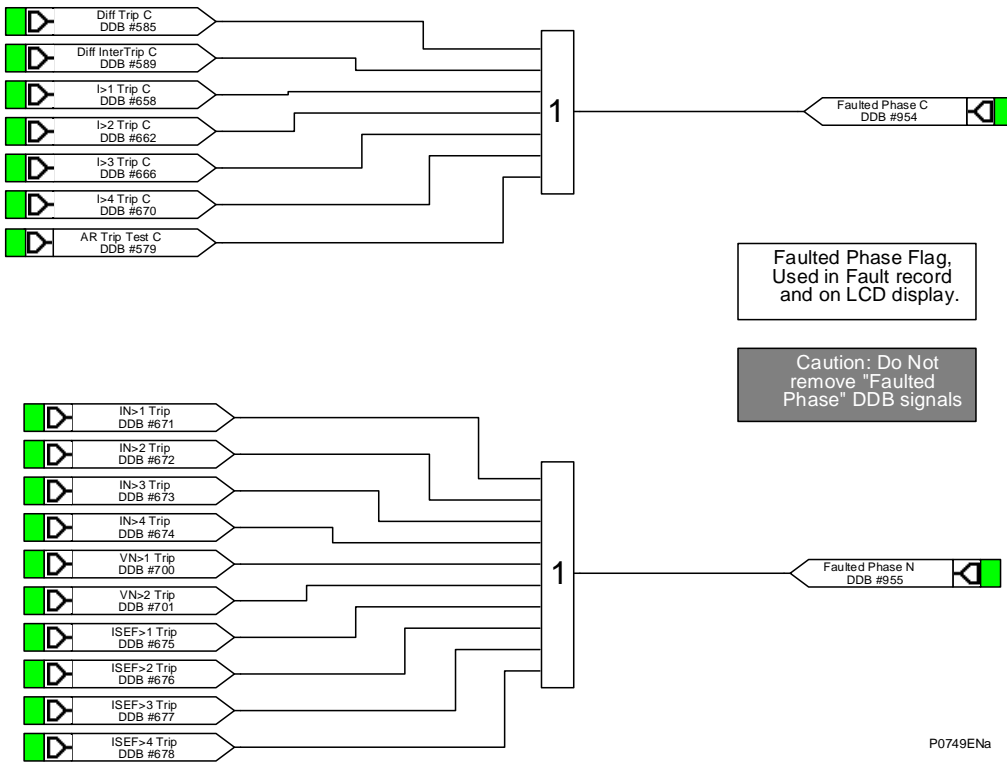 Diff Trip C
DDB #585
Diff InterTrip C
DDB #589
I>1 Trip C
DDB #658
I>2 Trip C
DDB #662
I>3 Trip C
DDB #666
I>4 Trip C
DDB #670
AR Trip Test C
DDB #579
1
Faulted Phase C
DDB #954
Faulted Phase Flag,
Used in Fault record
and on LCD display.
Caution: Do Not
remove "Faulted
Phase" DDB signals
IN>1 Trip
DDB #671
IN>2 Trip
DDB #672
IN>3 Trip
DDB #673
IN>4 Trip
DDB #674
VN>1 Trip
DDB #700
VN>2 Trip
DDB #701
ISEF>1 Trip
DDB #675
ISEF>2 Trip
DDB #676
ISEF>3 Trip
DDB #677
ISEF>4 Trip
DDB #678
1
Faulted Phase N
DDB #955
P0749ENa